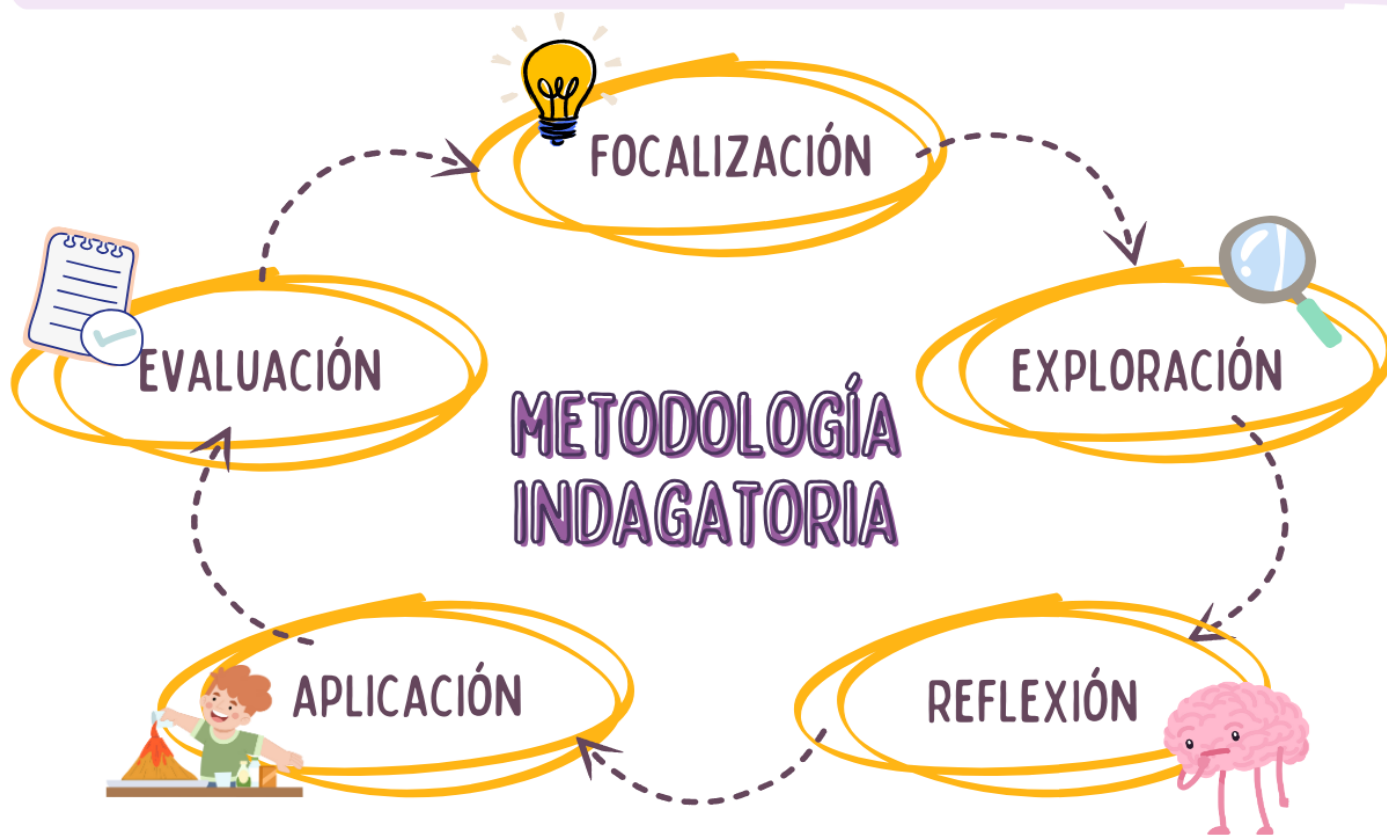 FOCALIZACIÓN
EXPLORACIÓN
REFLEXIÓN
APLICACIÓN
EVALUACIÓN
METODOLOGÍA
INDAGATORIA